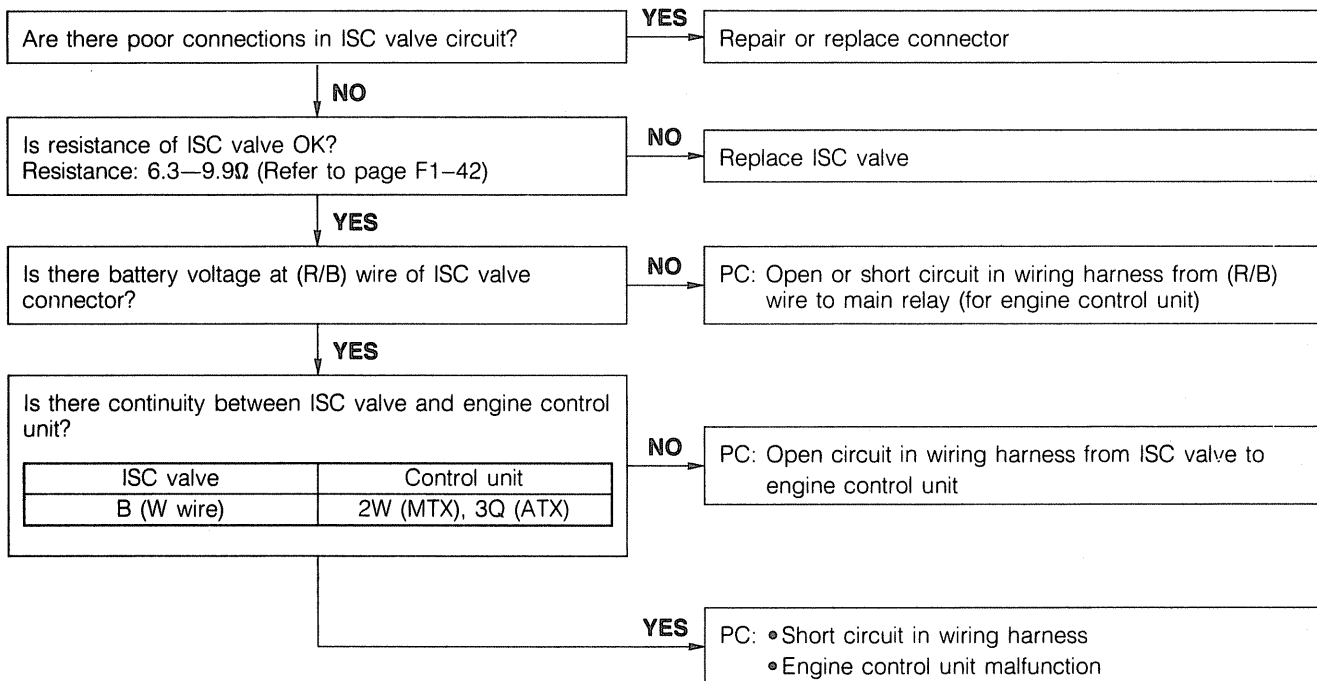 Are there poor connections in ISC valve circuit?
YES
Repair or replace connector
NO
Is resistance of ISC valve OK?
Resistance: 6.3—9.9Ω (Refer to page F1–42)
NO
Replace ISC valve
YES
Is there battery voltage at (R/B) wire of ISC valve
connector?
NO
PC: Open or short circuit in wiring harness from (R/B)
wire to main relay (for engine control unit)
YES
Is there continuity between ISC valve and engine control
unit?
ISC valve Control unit
B (W wire) 2W (MTX), 3Q (ATX)
NO
PC: Open circuit in wiring harness from ISC valve to
engine control unit
YES
PC: •Short circuit in wiring harness
•Engine control unit malfunction